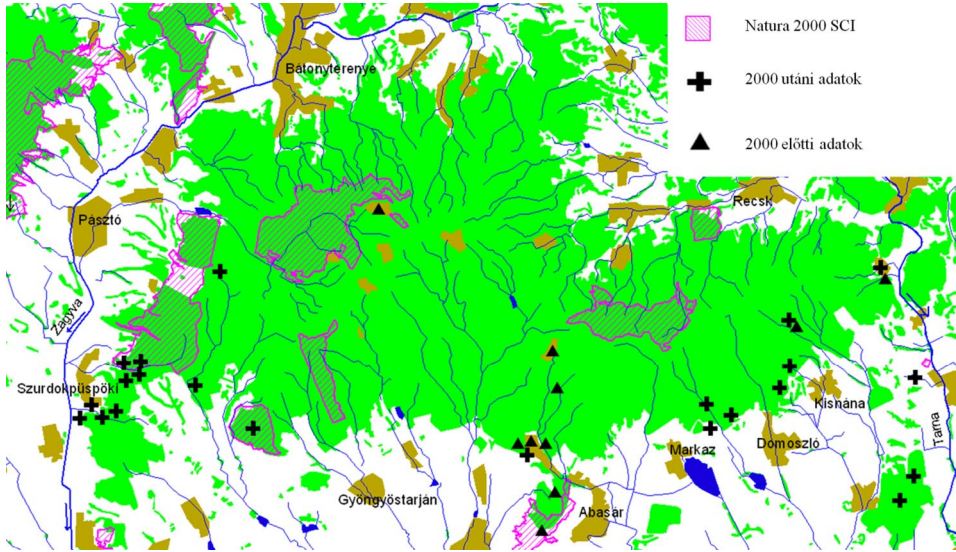 Natura 2000 SCI
2000 utáni adatok
2000 előtti adatok
Bátonyterenye
Pásztó
Recsk
Zagyva
Szurdokpüspöki
Kisnána
Tarna
Markaz
Domoszló
Gyöngyöstarján
Abasár